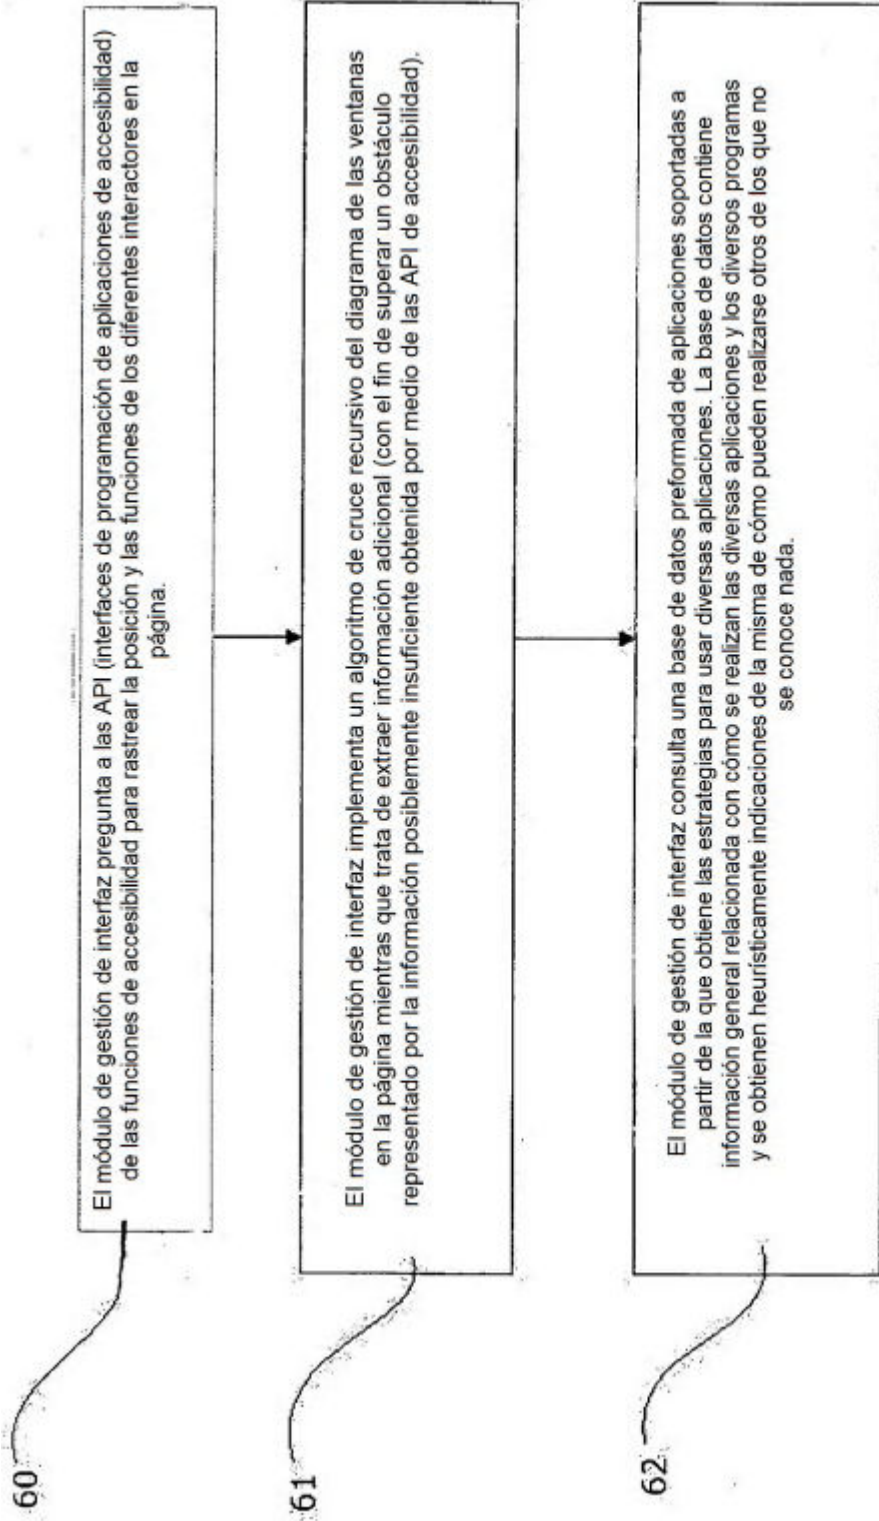 60
El módulo de gestión de interfaz pregunta a las API (interfaces de programación de aplicaciones de accesibilidad)
de las funciones de accesibilidad para rastrear la posición y las funciones de los diferentes interactores en la
página.
61
El módulo de gestión de interfaz implementa un algoritmo de cruce recursivo del diagrama de las ventanas
en la página mientras que trata de extraer información adicional (con el fin de superar un obstáculo
representado por la información posiblemente insuficiente obtenida por medio de las API de accesibilidad).
62
El módulo de gestión de interfaz consulta una base de datos preformada de aplicaciones soportadas a
partir de la que obtiene las estrategias para usar diversas aplicaciones. La base de datos contiene
información general relacionada con cómo se realizan las diversas aplicaciones y los diversos programas
y se obtienen heurísticamente indicaciones de la misma de cómo pueden realizarse otros de los que no
se conoce nada.